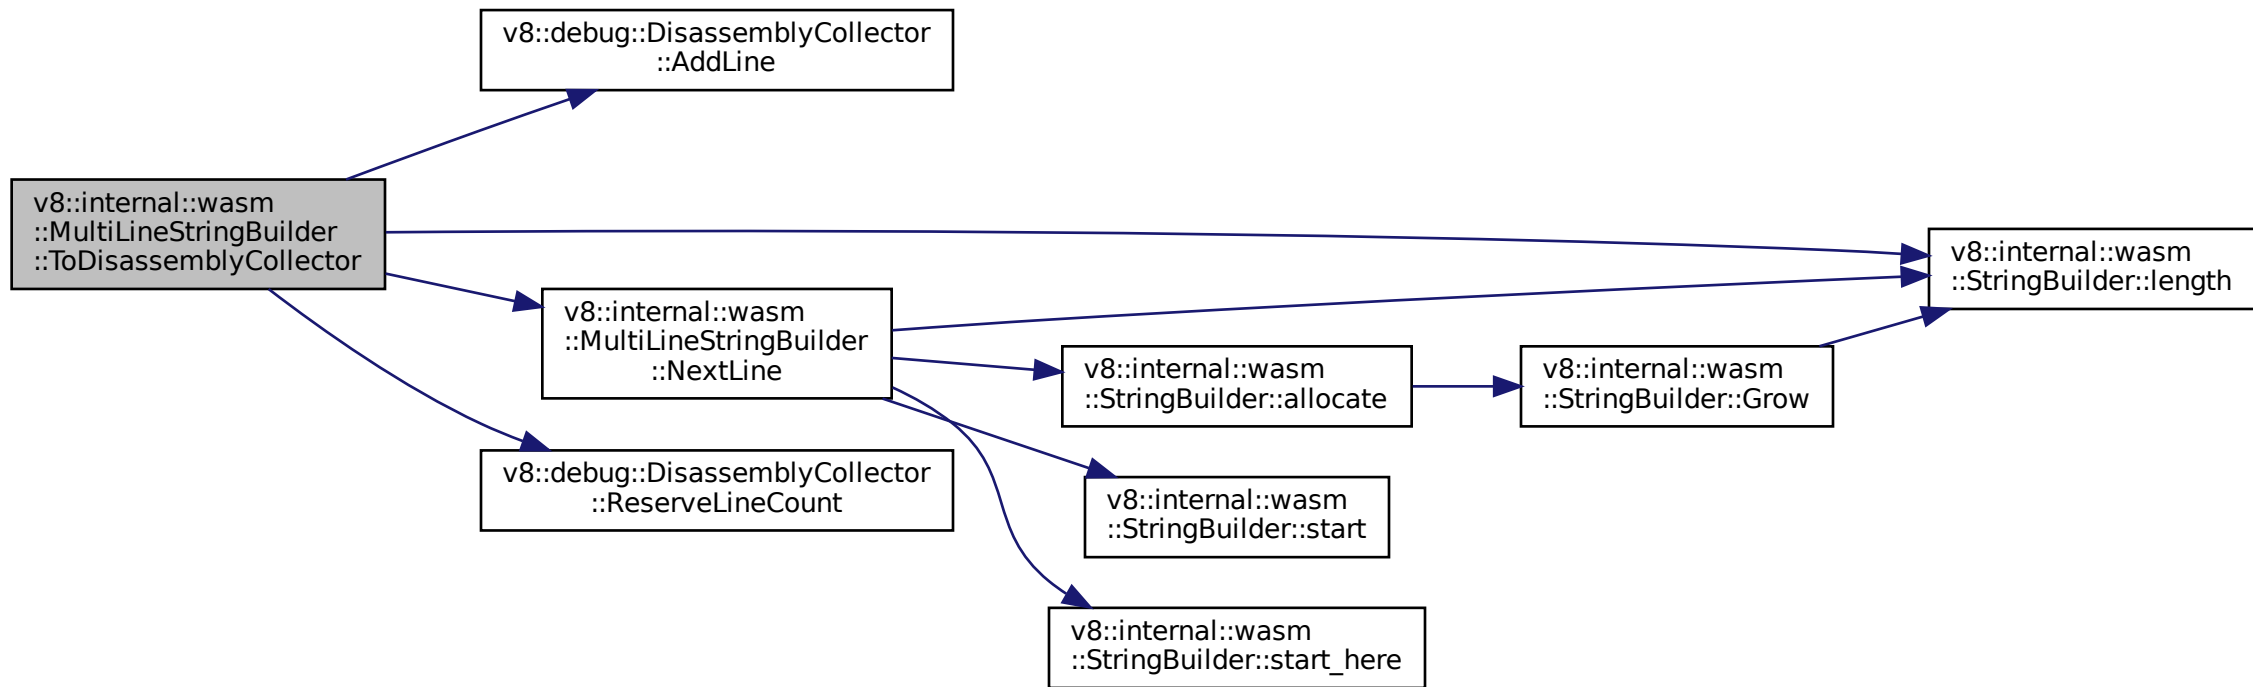 v8::debug::DisassemblyCollector
::AddLine
v8::internal::wasm
::MultiLineStringBuilder
::ToDisassemblyCollector
v8::internal::wasm
::StringBuilder::length
v8::internal::wasm
::MultiLineStringBuilder
::NextLine
v8::internal::wasm
::StringBuilder::allocate
v8::internal::wasm
::StringBuilder::Grow
v8::debug::DisassemblyCollector
::ReserveLineCount
v8::internal::wasm
::StringBuilder::start
v8::internal::wasm
::StringBuilder::start_here